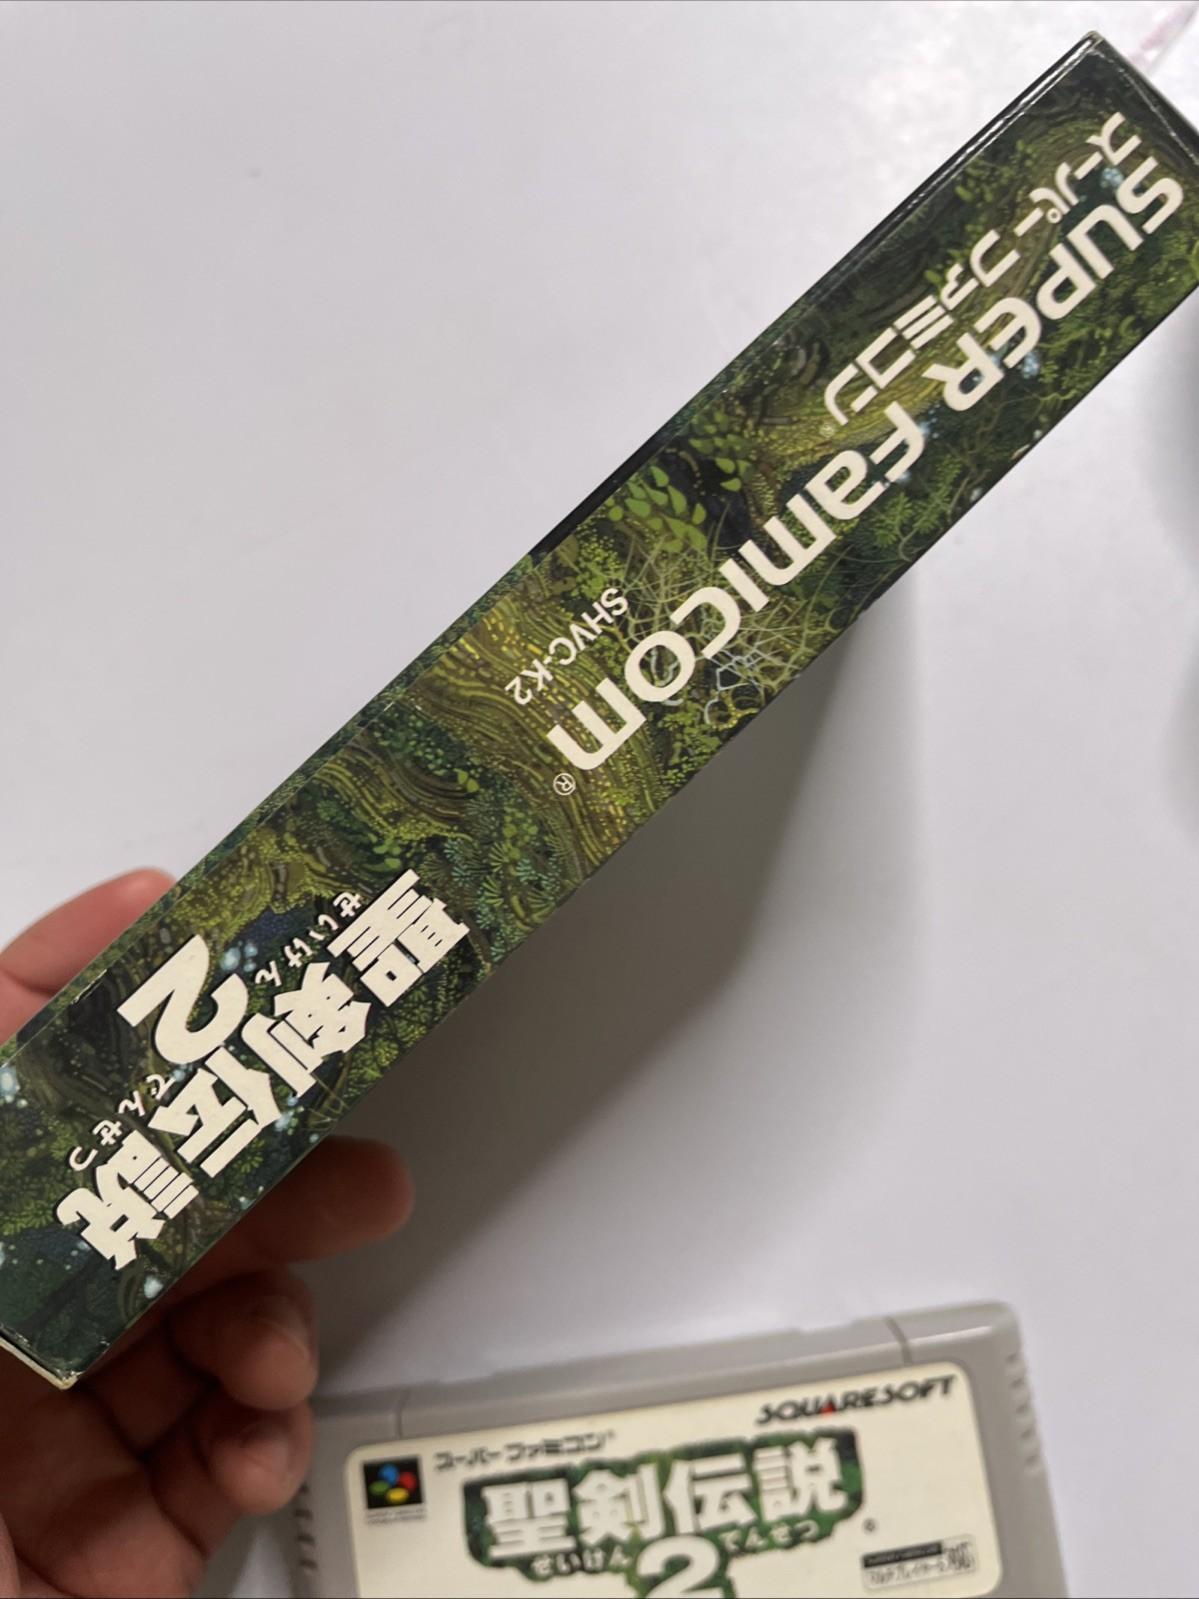 SUPER Famicom®
スーパーファミコン®
SHVC-K2
聖剣伝説
せいけん でんせつ
2
SQUARESOFT
スーパーファミコン
聖剣伝説
せいけん でんせつ
2